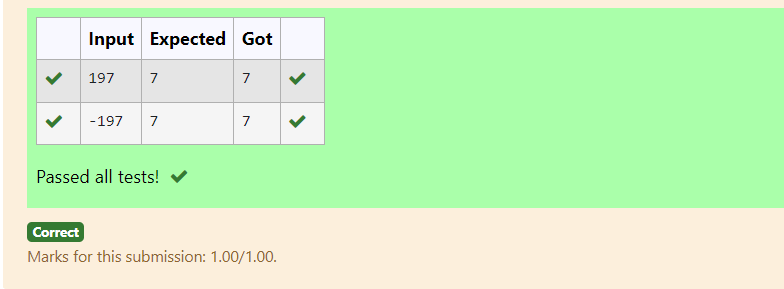 Input Expected Got
197 7 7
-197 7 7
Passed all tests!
Correct
Marks for this submission: 1.00/1.00.